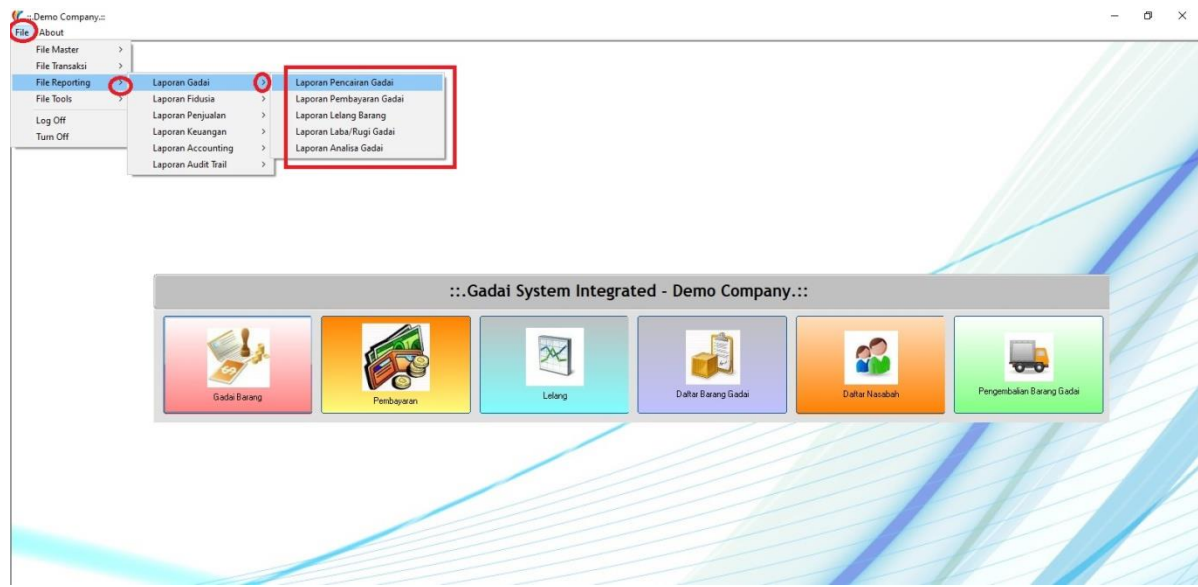 ::.Demo Company.::
File About
File Master
File Transaksi
File Reporting
File Tools
Log Off
Turn Off
Laporan Gadai
Laporan Fidusia
Laporan Penjualan
Laporan Keuangan
Laporan Accounting
Laporan Audit Trail
Laporan Pencairan Gadai
Laporan Pembayaran Gadai
Laporan Lelang Barang
Laporan Laba/Rugi Gadai
Laporan Analisa Gadai
::.Gadai System Integrated - Demo Company.::
Gadai Barang
Pembayaran
Lelang
Daftar Barang Gadai
Daftar Nasabah
Pengembalian Barang Gadai